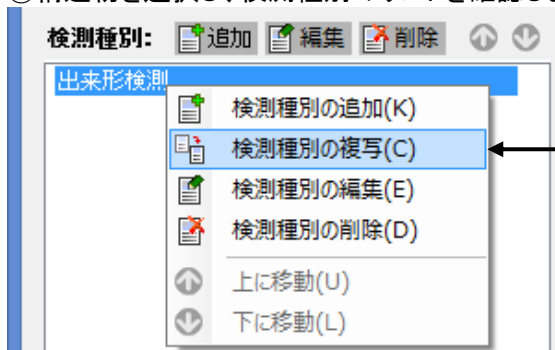 検測種別: 追加 編集 削除
出来形検測
検測種別の追加(K)
検測種別の複写(C)
検測種別の編集(E)
検測種別の削除(D)
上に移動(U)
下に移動(L)